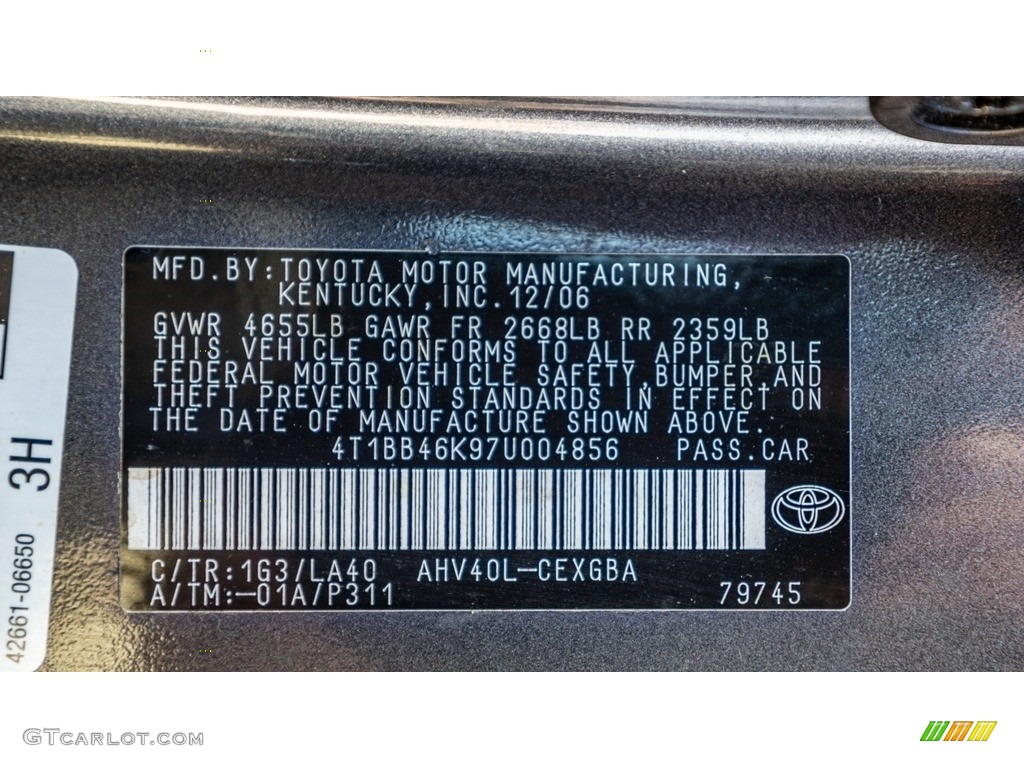 MFD.BY:TOYOTA MOTOR MANUFACTURING,
KENTUCKY,INC.12/06
GVWR 4655LB GAWR FR 2668LB RR 2359LB
THIS VEHICLE CONFORMS TO ALL APPLICABLE
FEDERAL MOTOR VEHICLE SAFETY,BUMPER,AND
THEFT PREVENTION STANDARDS IN EFFECT ON
THE DATE OF MANUFACTURE SHOWN ABOVE.
4T1BB46K97U004856 PASS.CAR
C/TR:1G3/LA40 AHV40L-CEXGBA
A/TM:-01A/P311 79745
3H
42661-06650
GTCARLOT.COM